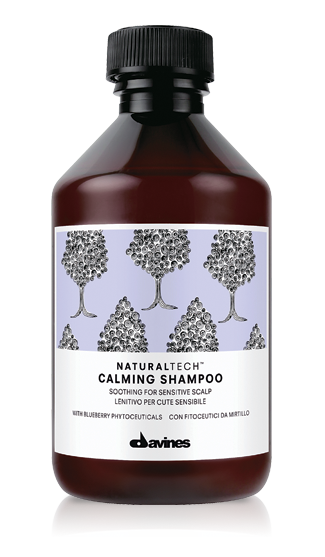 NATURALTECH™
CALMING SHAMPOO
SOOTHING FOR SENSITIVE SCALP
LENITIVO PER CUTE SENSIBILE
WITH BLUEBERRY PHYTOCEUTICALS CON FITOCEUTICI DA MIRTILLO
davines